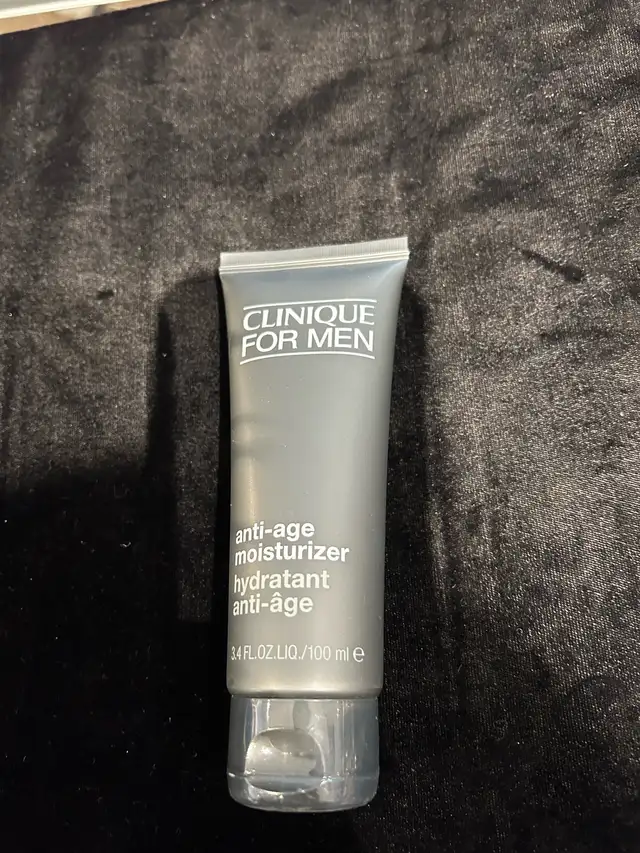 CLINIQUE
FOR MEN
anti-age
moisturizer
hydratant
anti-âge
3.4 FL.OZ.LIQ./100 ml ℮